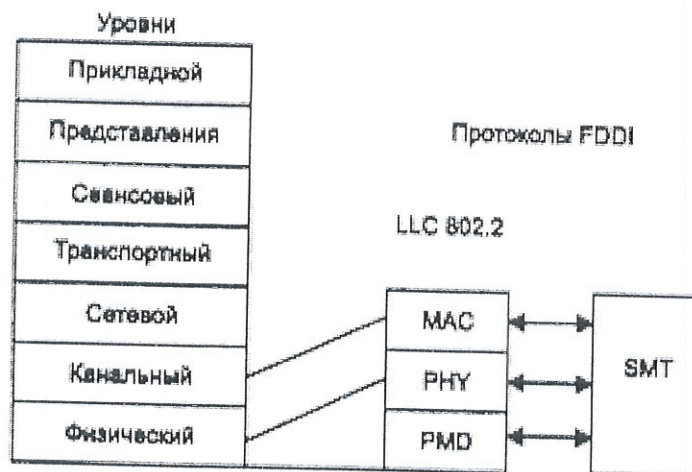 Уровни
Прикладной
Представления
Сеансовый
Транспортный
Сетевой
Канальный
Физический
Протоколы FDDI
LLC 802.2
MAC
PHY
PMD
SMT